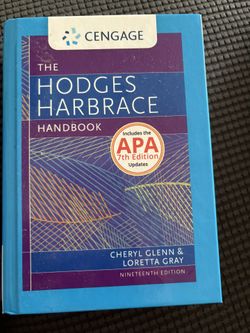 CENGAGE
THE
HODGES
HARBRACE
HANDBOOK
Includes the
APA
7th Edition
Updates
CHERYL GLENN &
LORETTA GRAY
NINETEENTH EDITION